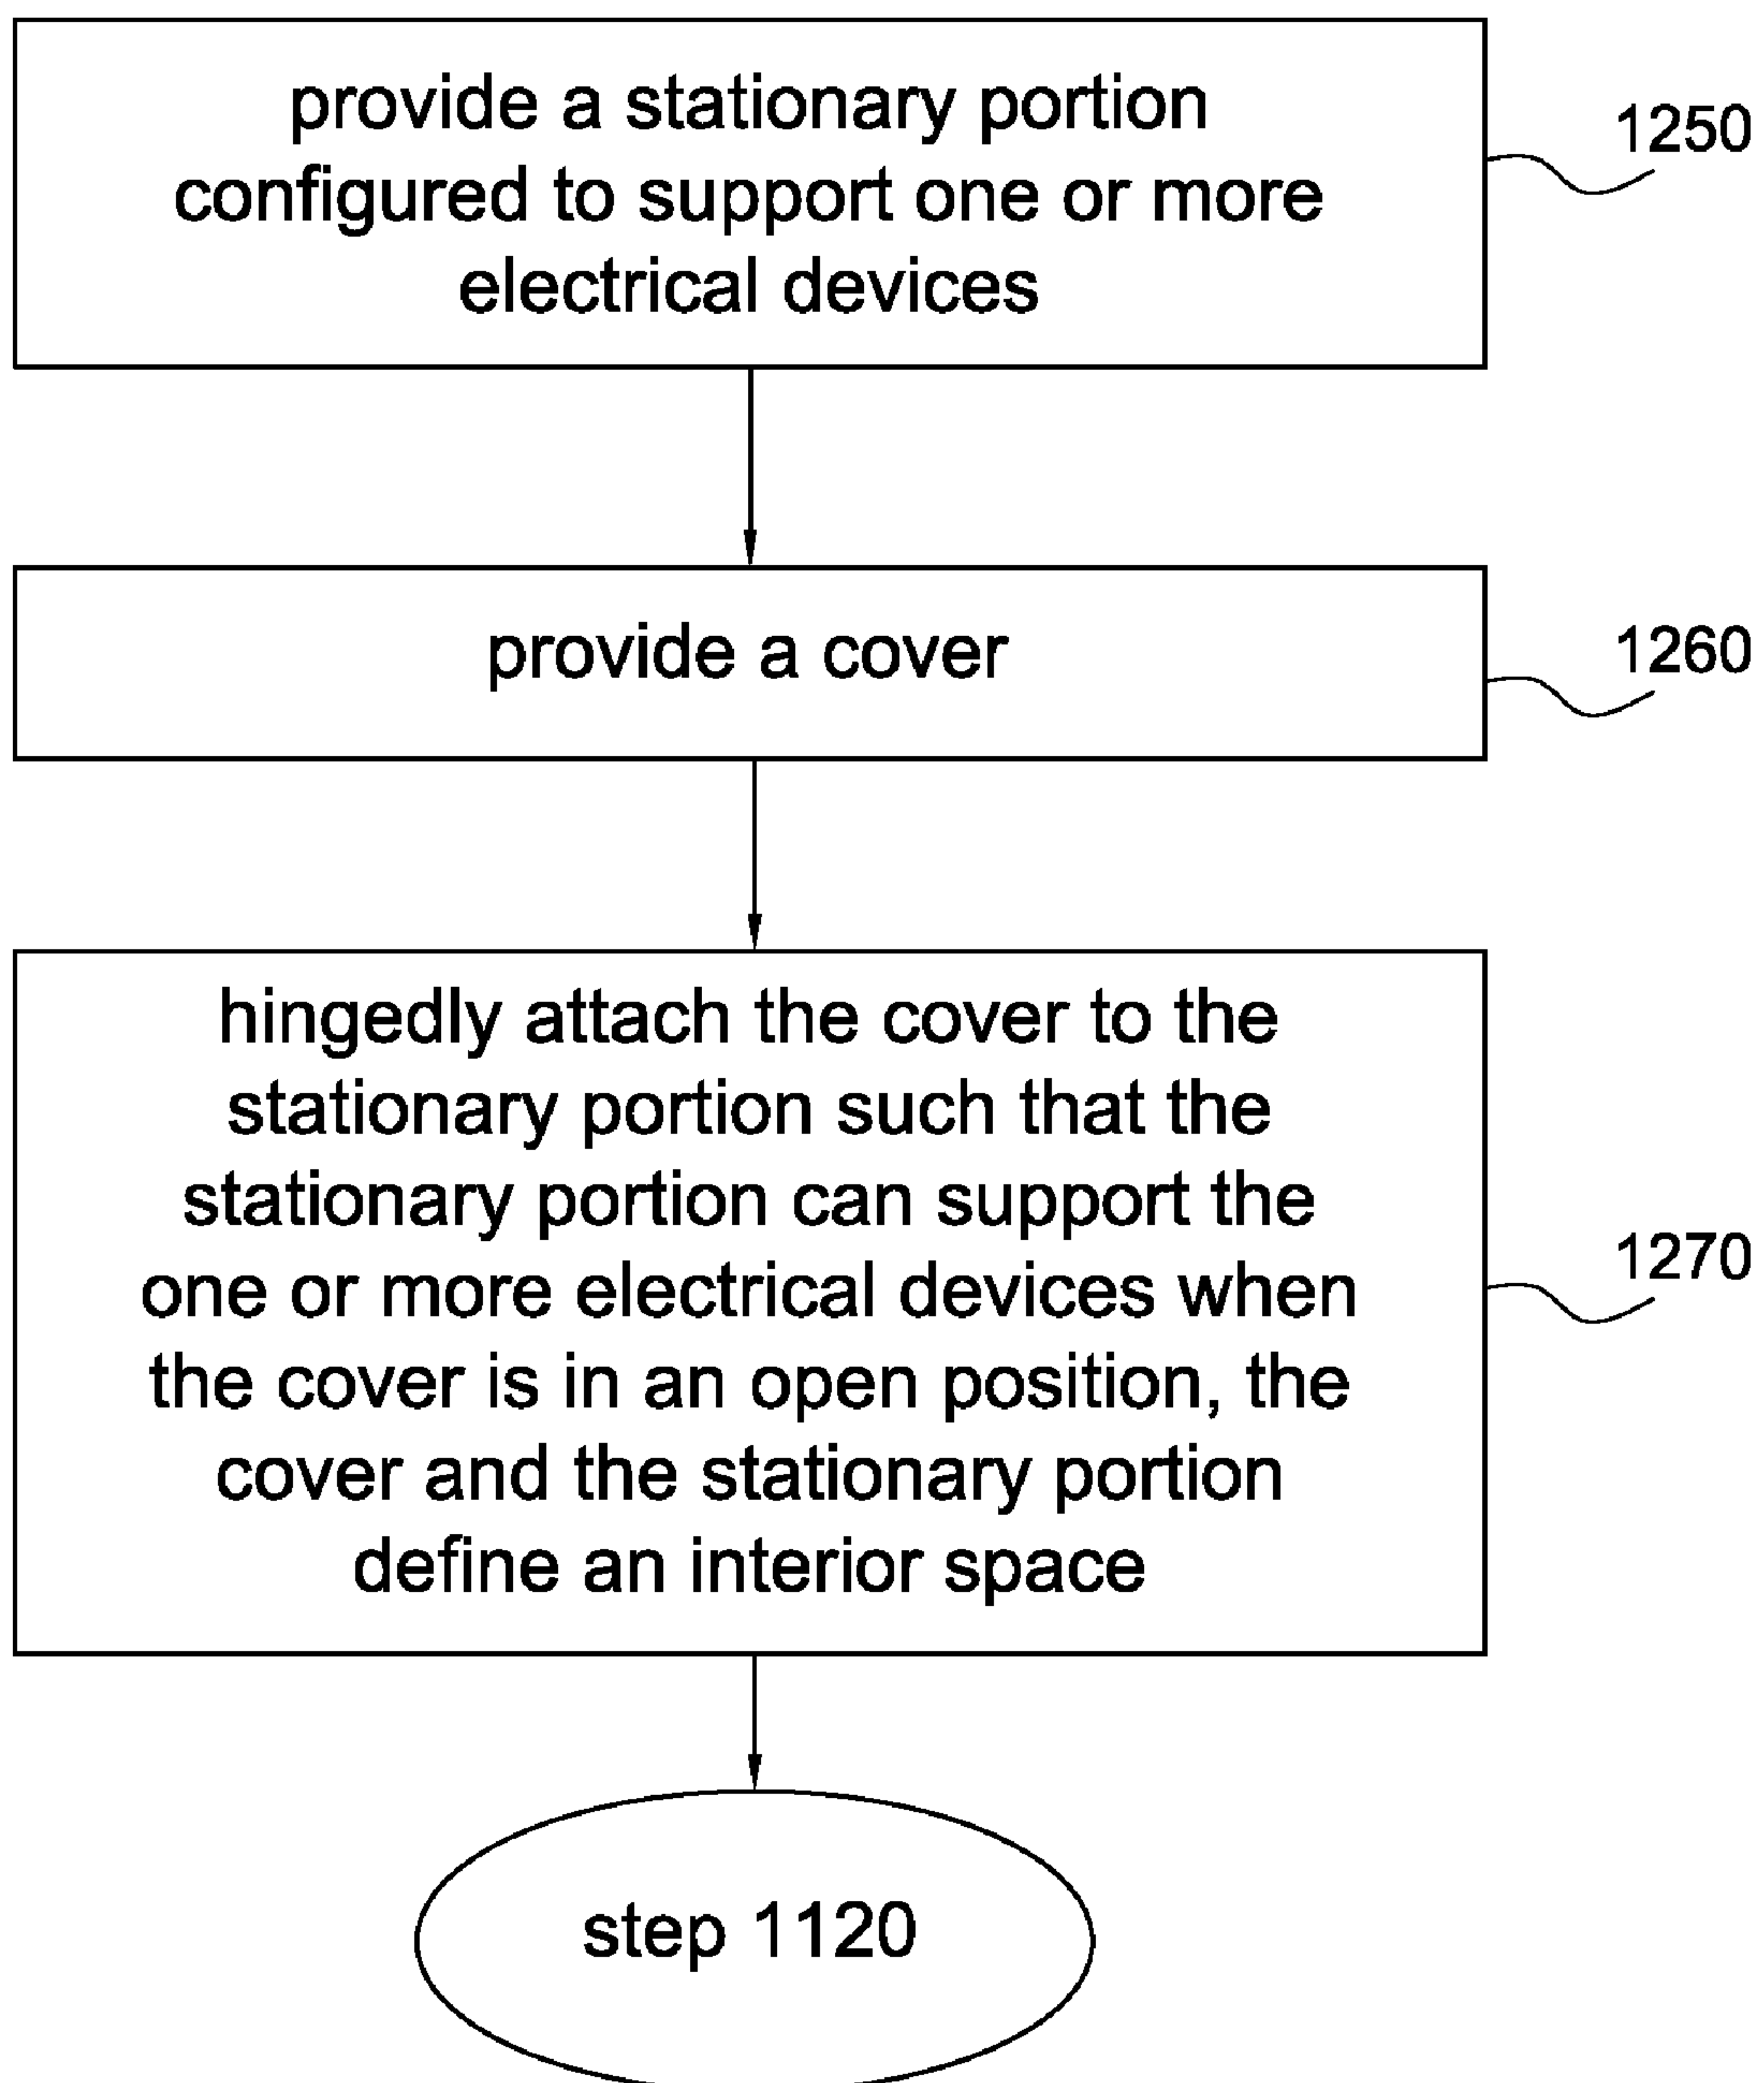 provide a stationary portion
configured to support one or more
electrical devices
1250
provide a cover
1260
hingedly attach the cover to the
stationary portion such that the
stationary portion can support the
one or more electrical devices when
the cover is in an open position, the
cover and the stationary portion
define an interior space
1270
step 1120